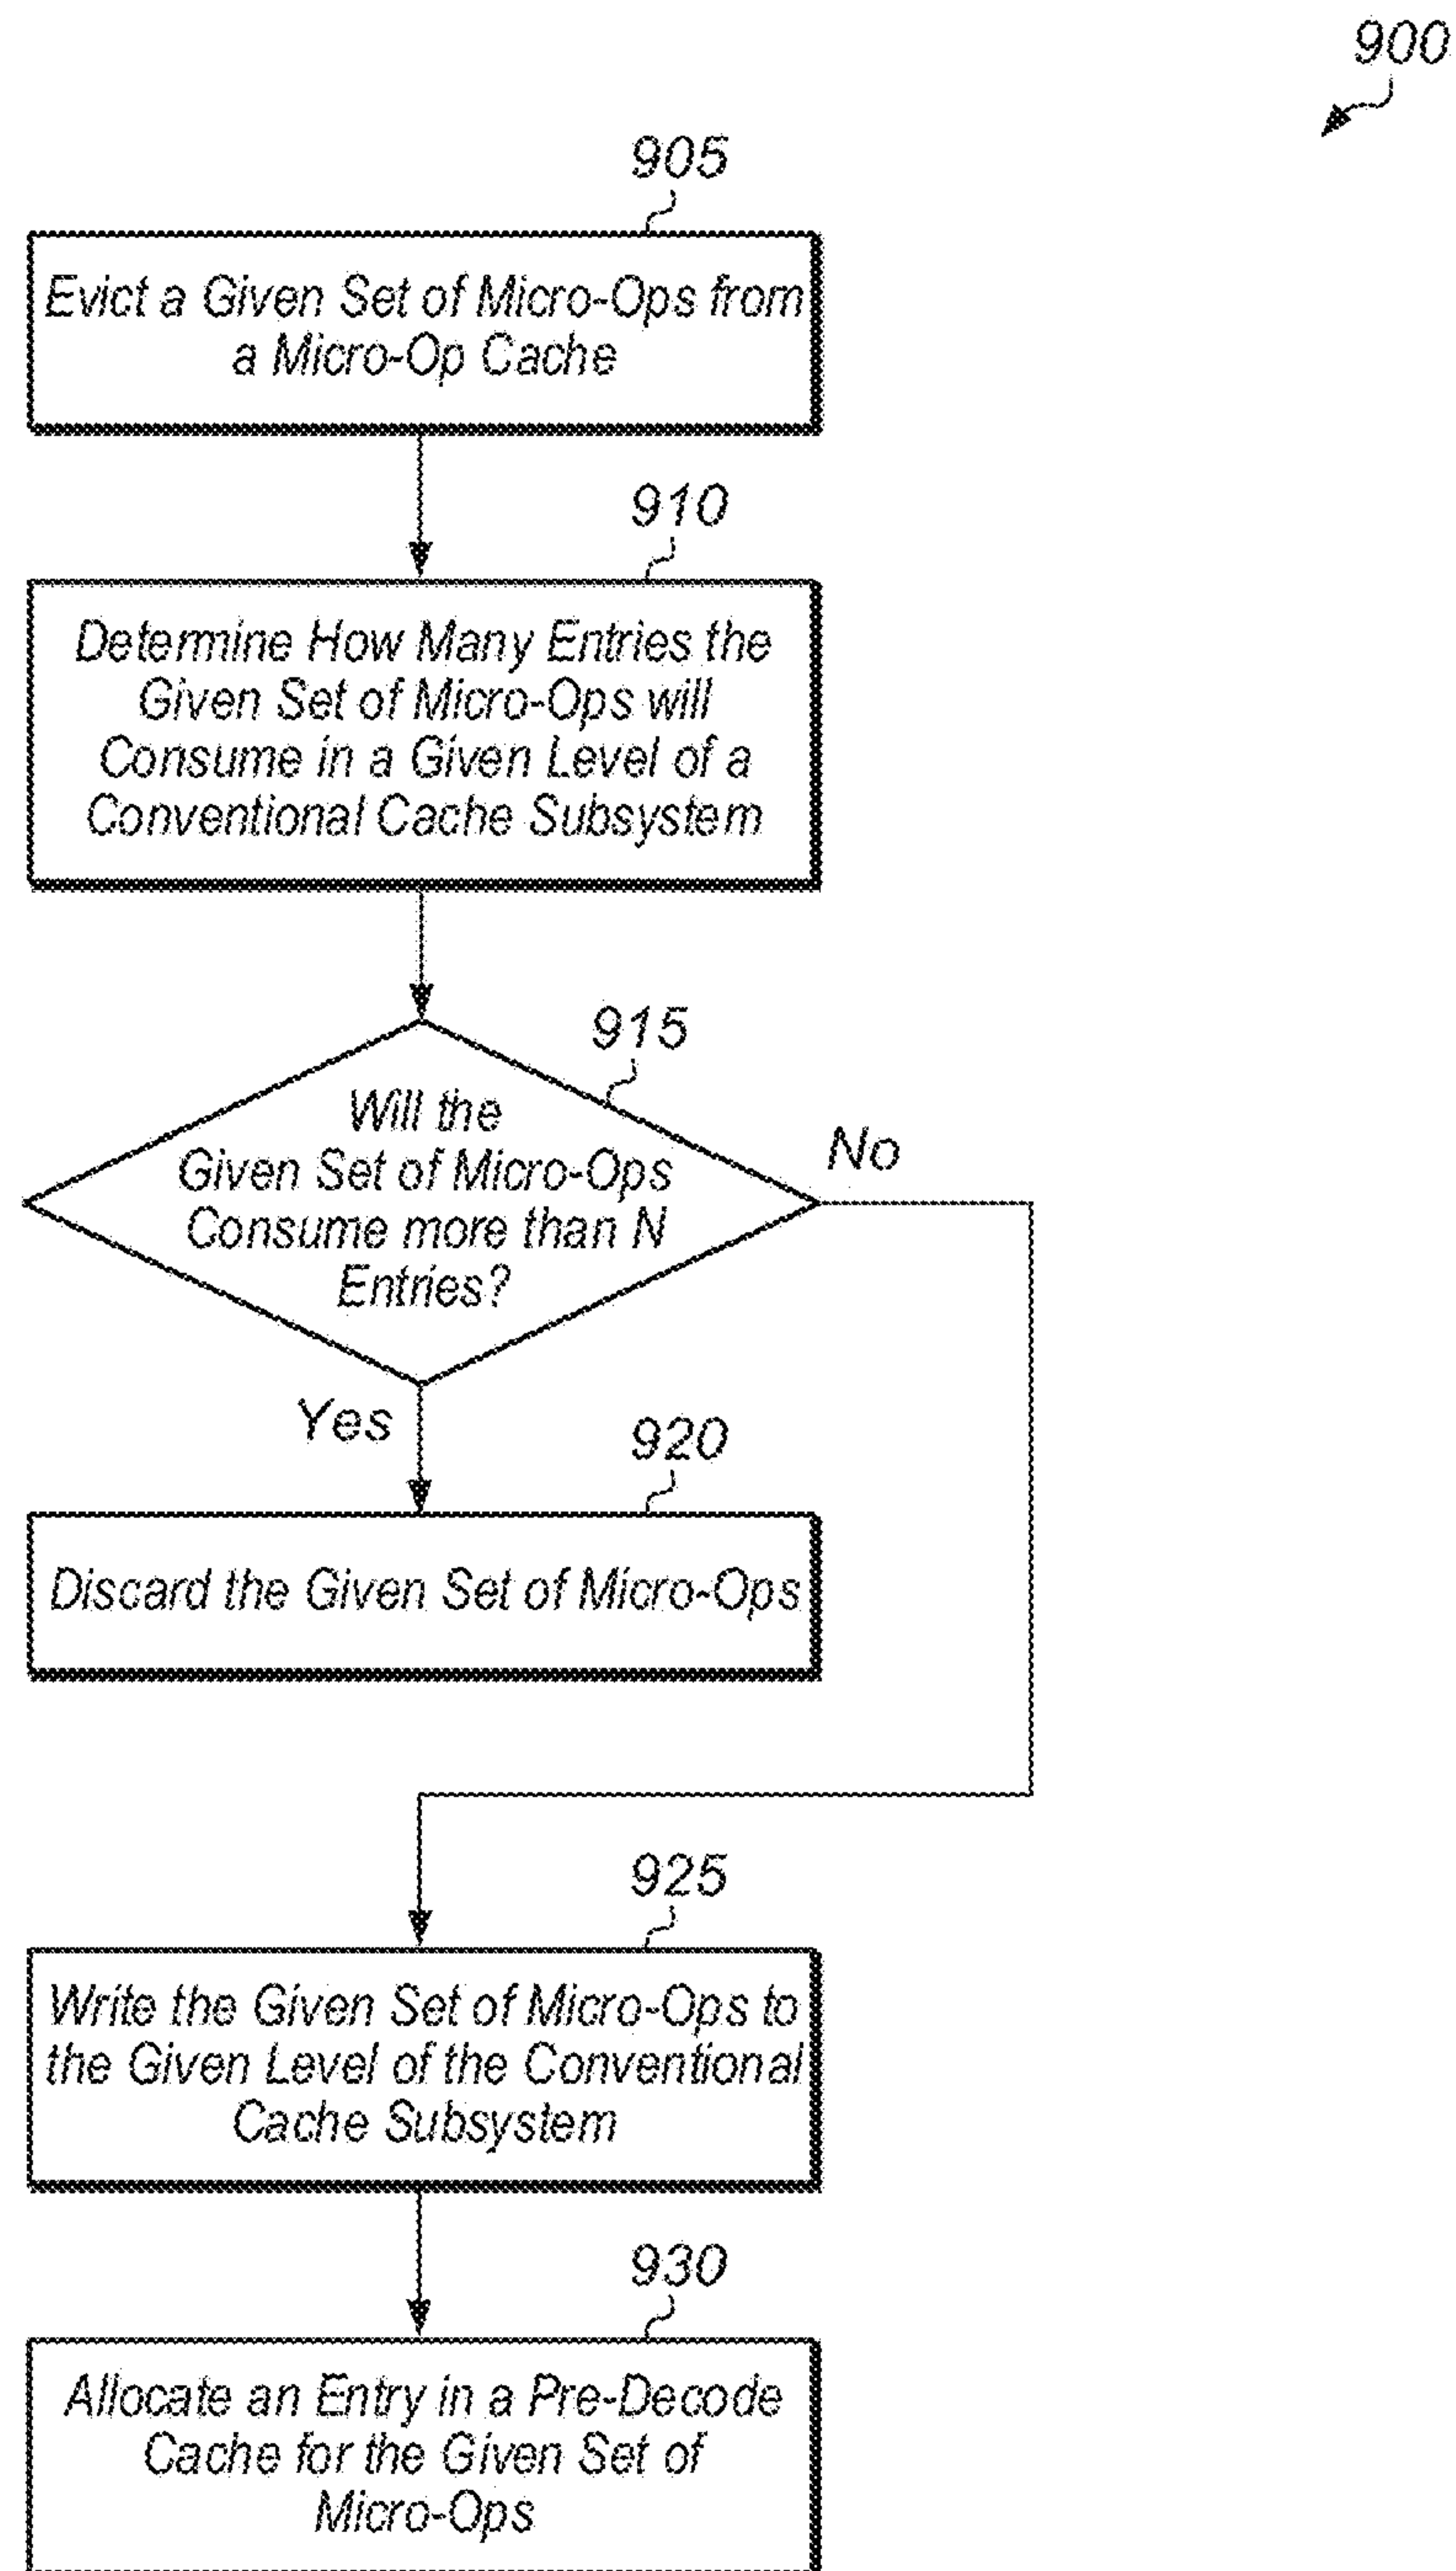 900
905
Evict a Given Set of Micro-Ops from
a Micro-Op Cache
910
Determine How Many Entries the
Given Set of Micro-Ops will
Consume in a Given Level of a
Conventional Cache Subsystem
915
Will the
Given Set of Micro-Ops
Consume more than N
Entries?
No
Yes
920
Discard the Given Set of Micro-Ops
925
Write the Given Set of Micro-Ops to
the Given Level of the Conventional
Cache Subsystem
930
Allocate an Entry in a Pre-Decode
Cache for the Given Set of
Micro-Ops